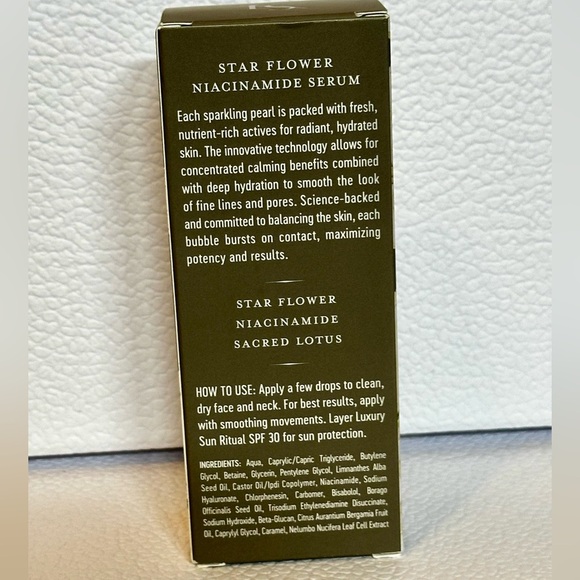 STAR FLOWER
NIACINAMIDE SERUM
Each sparkling pearl is packed with fresh,
nutrient-rich actives for radiant, hydrated
skin. The innovative technology allows for
concentrated calming benefits combined
with deep hydration to smooth the look
of fine lines and pores. Science-backed
and committed to balancing the skin, each
bubble bursts on contact, maximizing
potency and results.
STAR FLOWER
NIACINAMIDE
SACRED LOTUS
HOW TO USE: Apply a few drops to clean,
dry face and neck. For best results, apply
with smoothing movements. Layer Luxury
Sun Ritual SPF 30 for sun protection.
INGREDIENTS: Aqua, Caprylic/Capric Triglyceride, Butylene
Glycol, Betaine, Glycerin, Pentylene Glycol, Limnanthes Alba
Seed Oil, Castor Oil/Ipdi Copolymer, Niacinamide, Sodium
Hyaluronate, Chlorphenesin, Carbomer, Bisabolol, Borago
Officinalis Seed Oil, Trisodium Ethylenediamine Disuccinate,
Sodium Hydroxide, Beta-Glucan, Citrus Aurantium Bergamia Fruit
Oil, Caprylyl Glycol, Caramel, Nelumbo Nucifera Leaf Cell Extract